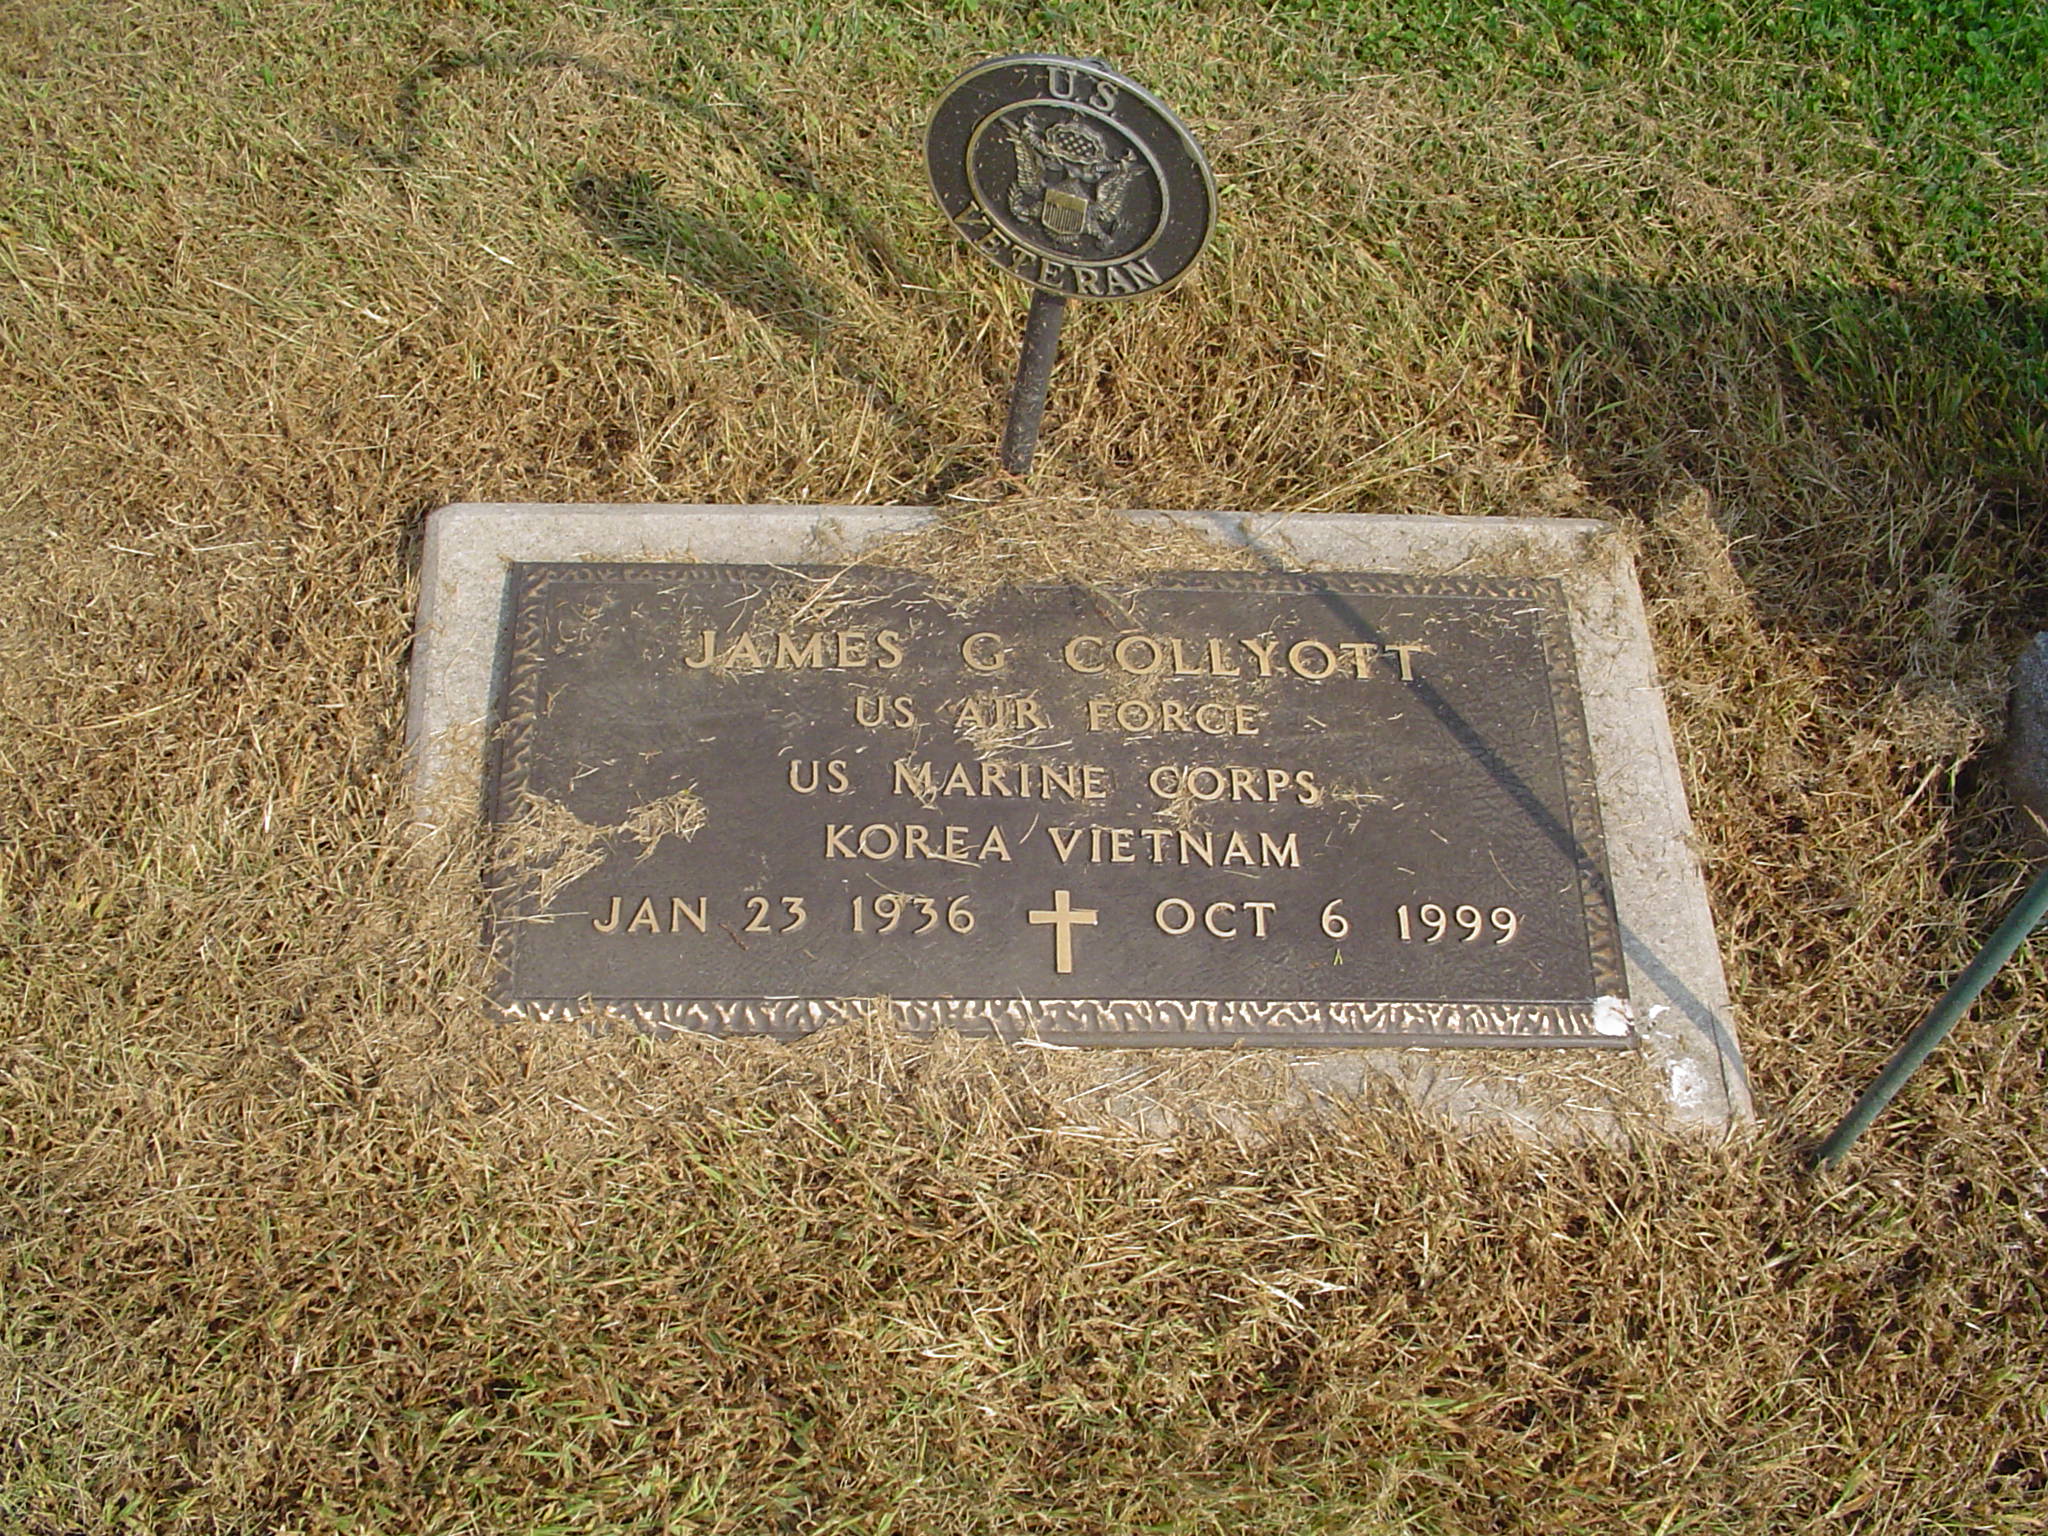 U.S.
VETERAN
JAMES G COLLYOTT
US AIR FORCE
US MARINE CORPS
KOREA VIETNAM
JAN 23 1936 OCT 6 1999